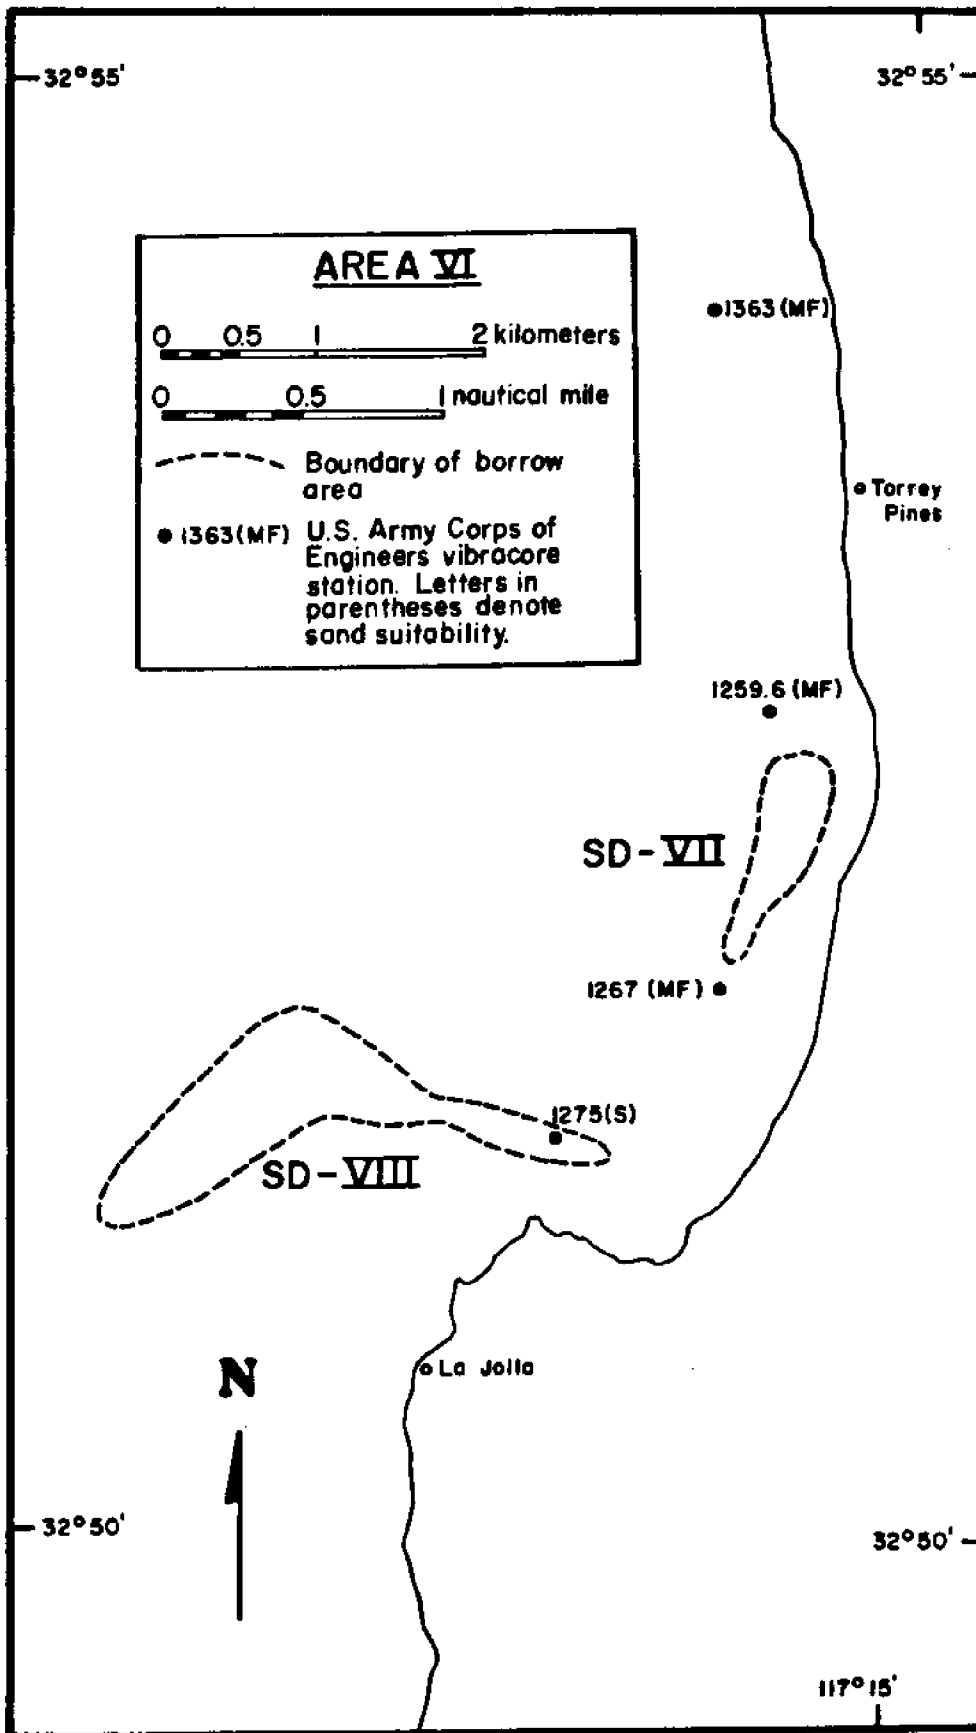 32°55'
32°55'
AREA VI
0 0.5 1 2 kilometers
0 0.5 1 nautical mile
Boundary of borrow
area
1363(MF) U.S. Army Corps of
Engineers vibracore
station. Letters in
parentheses denote
sand suitability.
1363(MF)
Torrey
Pines
1259.6(MF)
SD-VII
1267 (MF)
1275(S)
SD-VIII
La Jolla
N
32°50'
32°50'
117°15'